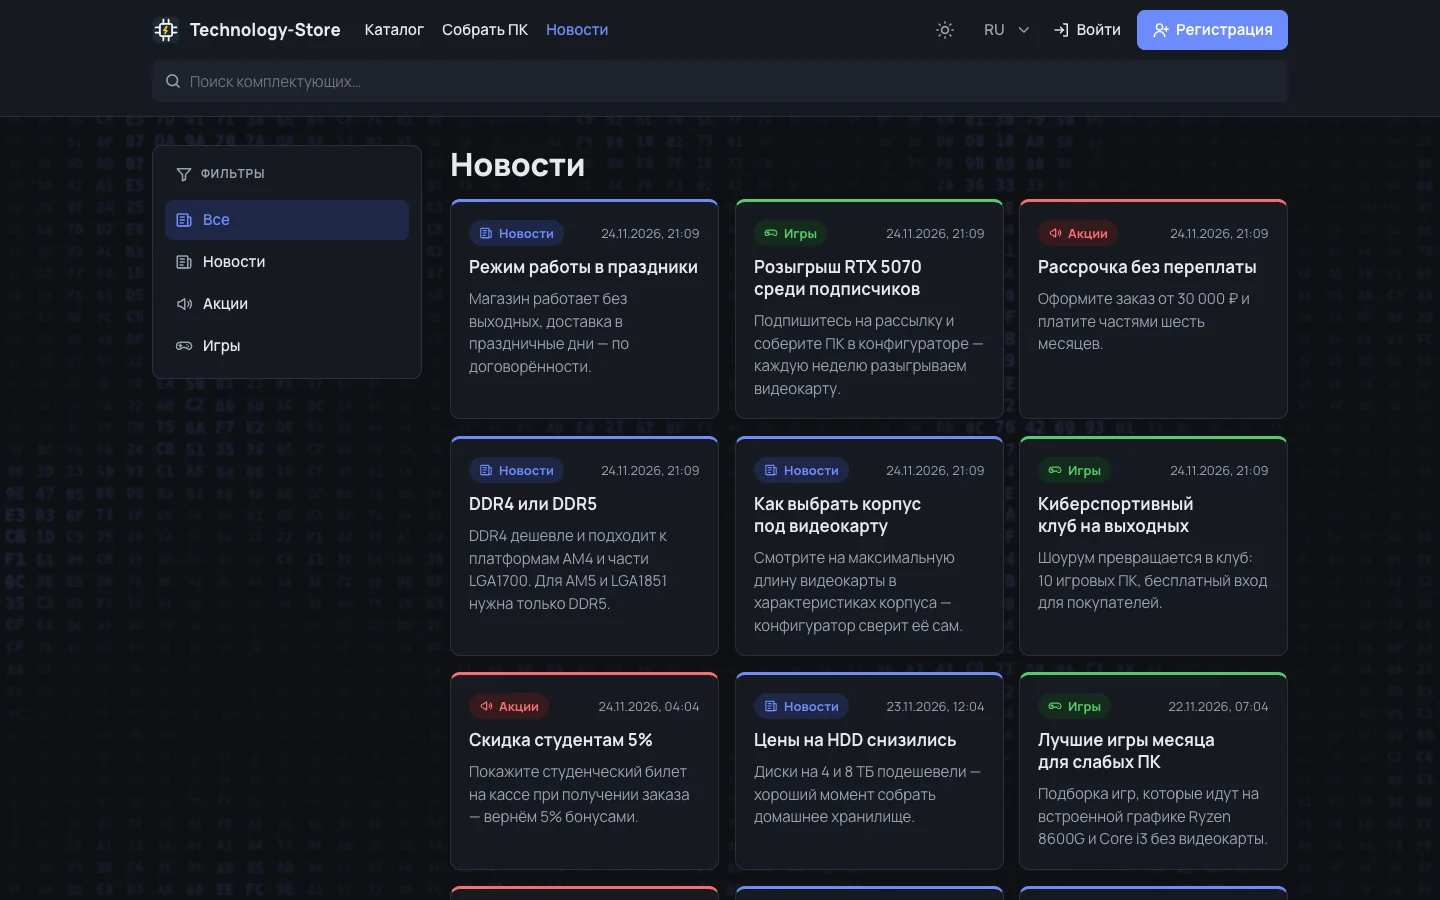 Technology-Store
Каталог
Собрать ПК
Новости
RU
Войти
Регистрация
Поиск комплектующих...
ФИЛЬТРЫ
Все
Новости
Акции
Игры
Новости
Новости
24.11.2026, 21:09
Режим работы в праздники
Магазин работает без
выходных, доставка в
праздничные дни — по
договорённости.
Игры
24.11.2026, 21:09
Розыгрыш RTX 5070
среди подписчиков
Подпишитесь на рассылку и
соберите ПК в конфигураторе —
каждую неделю разыгрываем
видеокарту.
Акции
24.11.2026, 21:09
Рассрочка без переплаты
Оформите заказ от 30 000 ₽ и
платите частями шесть
месяцев.
Новости
24.11.2026, 21:09
DDR4 или DDR5
DDR4 дешевле и подходит к
платформам AM4 и части
LGA1700. Для AM5 и LGA1851
нужна только DDR5.
Новости
24.11.2026, 21:09
Как выбрать корпус
под видеокарту
Смотрите на максимальную
длину видеокарты в
характеристиках корпуса —
конфигуратор сверит её сам.
Игры
24.11.2026, 21:09
Киберспортивный
клуб на выходных
Шоурум превращается в клуб:
10 игровых ПК, бесплатный вход
для покупателей.
Акции
24.11.2026, 04:04
Скидка студентам 5%
Покажите студенческий билет
на кассе при получении заказа
— вернём 5% бонусами.
Новости
23.11.2026, 12:04
Цены на HDD снизились
Диски на 4 и 8 ТБ подешевели —
хороший момент собрать
домашнее хранилище.
Игры
22.11.2026, 07:04
Лучшие игры месяца
для слабых ПК
Подборка игр, которые идут на
встроенной графике Ryzen
8600G и Core i3 без видеокарты.